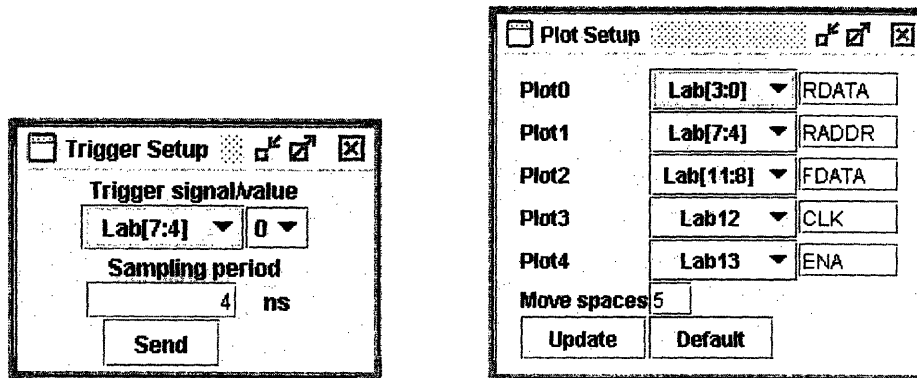 Trigger Setup
Trigger signal/value
Lab[7:4] 0
Sampling period
4 ns
Send
Plot Setup
Plot0 Lab[3:0] RDATA
Plot1 Lab[7:4] RADDR
Plot2 Lab[11:8] FDATA
Plot3 Lab12 CLK
Plot4 Lab13 ENA
Move spaces 5
Update Default